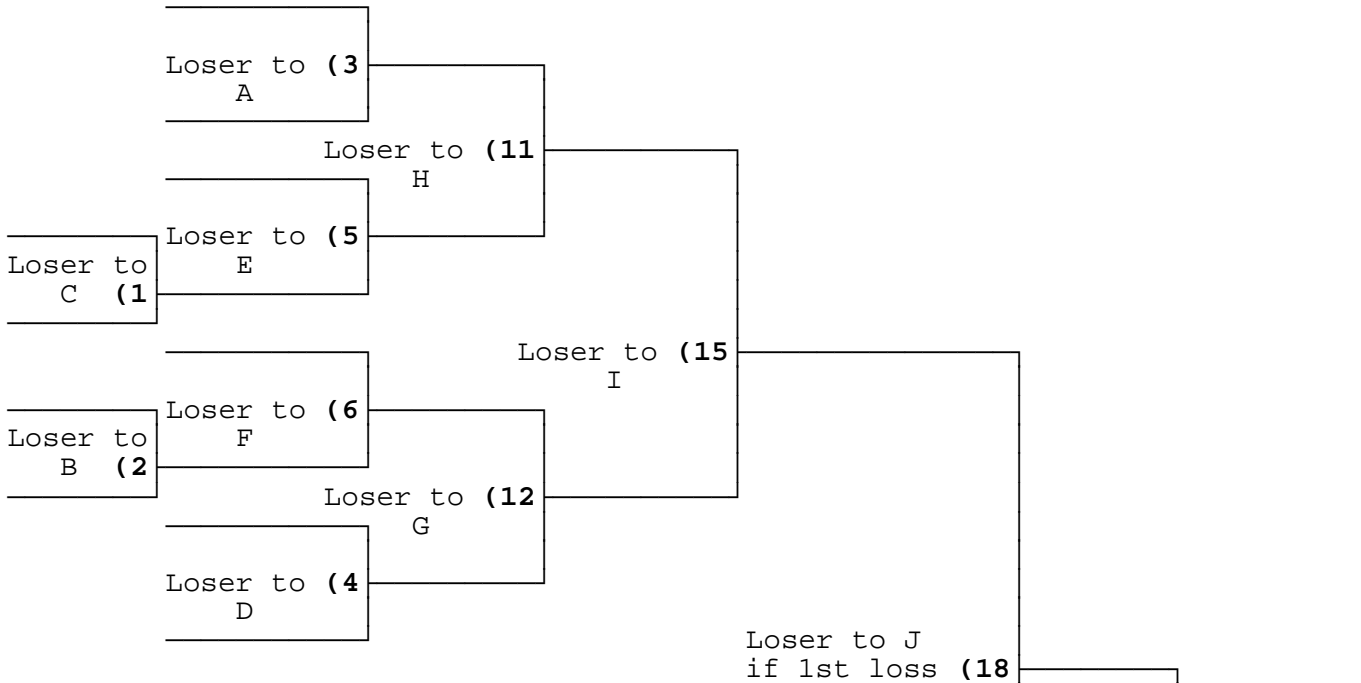 Loser to (3
A
Loser to (11
H
Loser to (5
E
Loser to
C (1
Loser to (15
I
Loser to (6
F
Loser to
B (2
Loser to (12
G
Loser to (4
D
Loser to J
if 1st loss (18